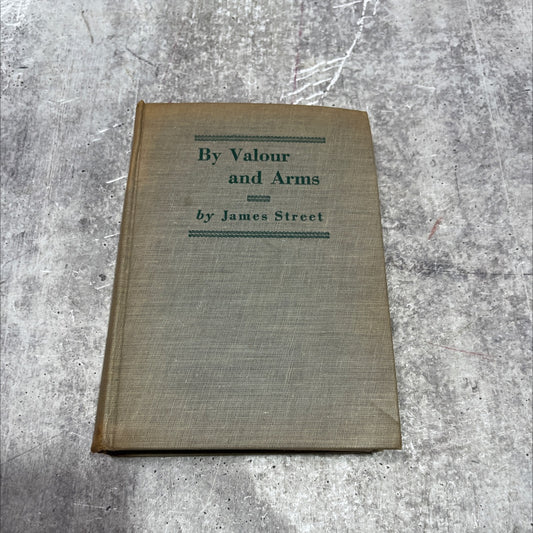 By Valour
and Arms
by James Street